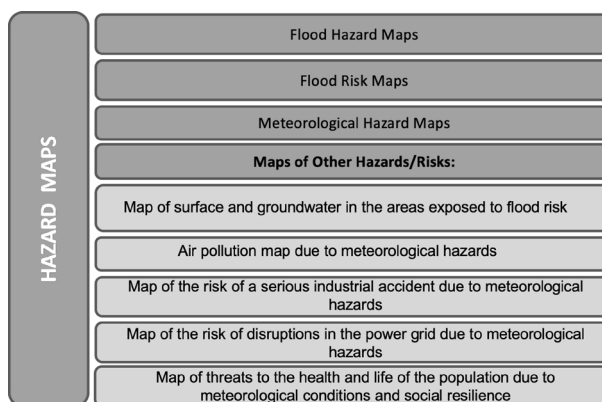 HAZARD MAPS
Flood Hazard Maps
Flood Risk Maps
Meteorological Hazard Maps
Maps of Other Hazards/Risks:
Map of surface and groundwater in the areas exposed to flood risk
Air pollution map due to meteorological hazards
Map of the risk of a serious industrial accident due to meteorological
hazards
Map of the risk of disruptions in the power grid due to meteorological
hazards
Map of threats to the health and life of the population due to
meteorological conditions and social resilience